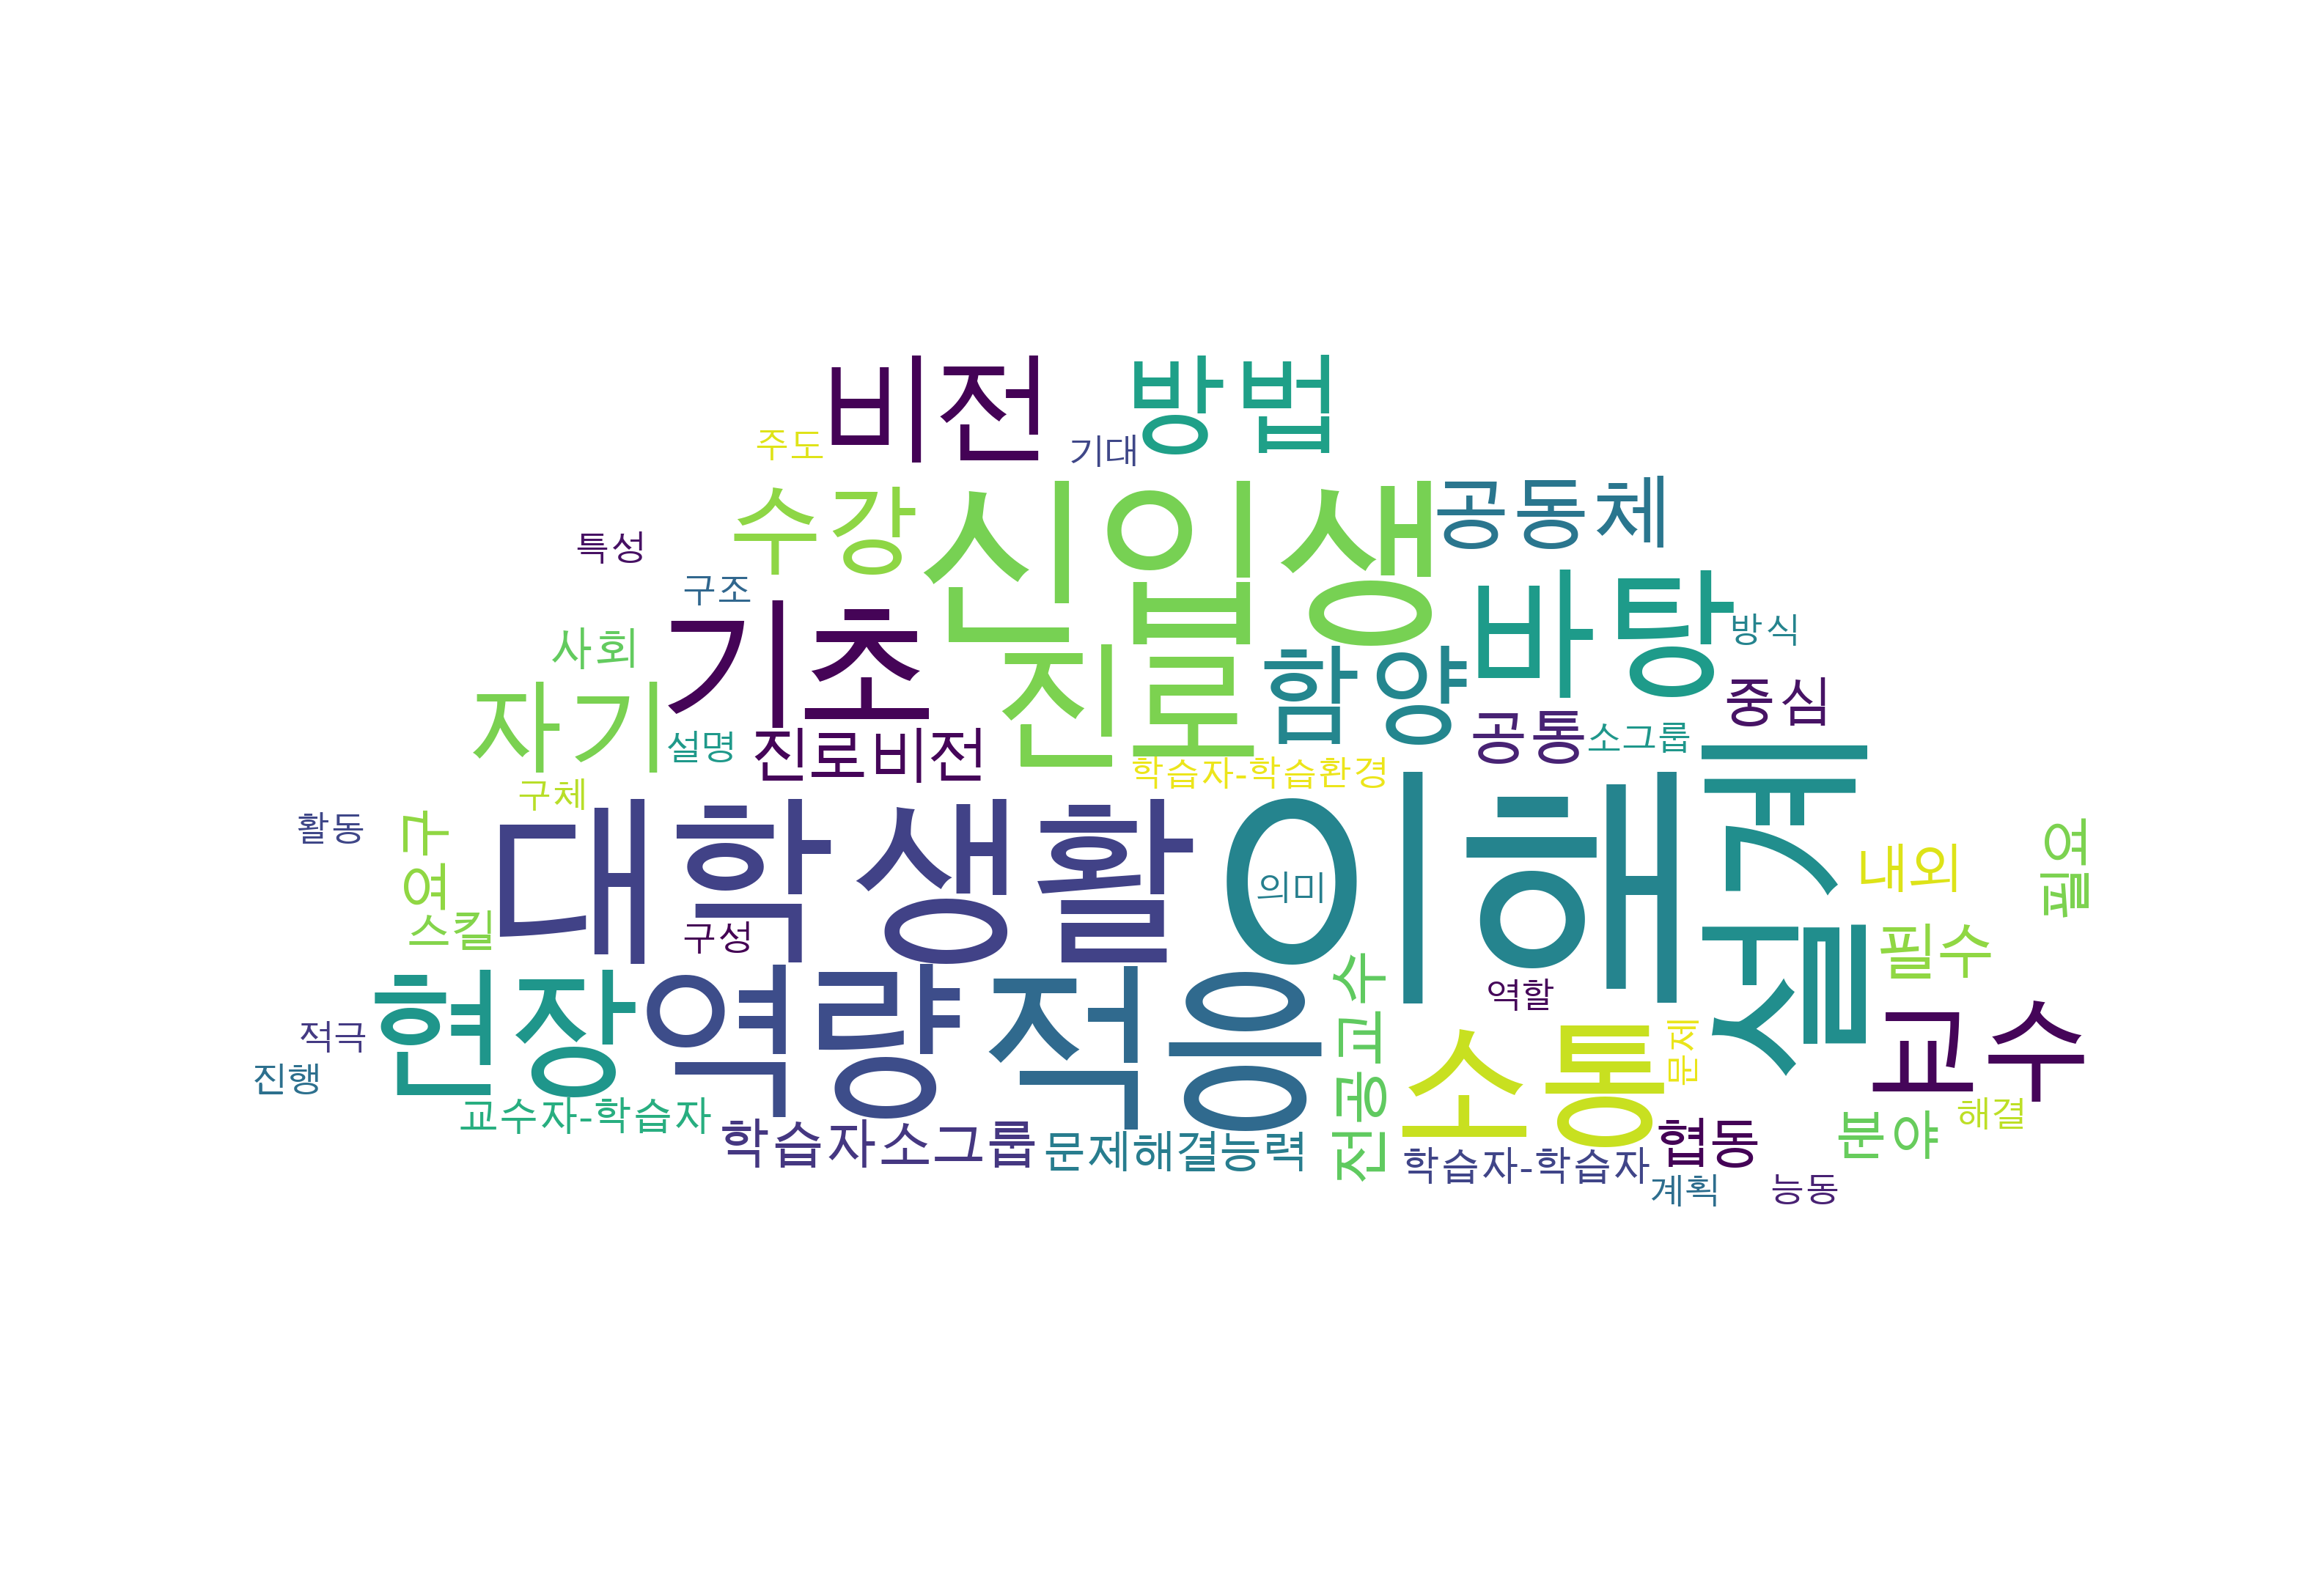 비전 방법
주도 기대
수강 신입생 공동체
특성
구조
기초 바탕 방식
사회 진로 함양
자기 중심
설명 진로비전 공통 소그룹
학습자-학습환경
구체
활동 대학생활 이해 설계
연구
내외
의미
스킬
구성
필수
현장 역량 적응
역할
적극
전공교수
소통 문제 교수
진행
교수자-학습자 해결
학습자소그룹 문제해결능력 협동 분야
학습자-학습자
계획 능동